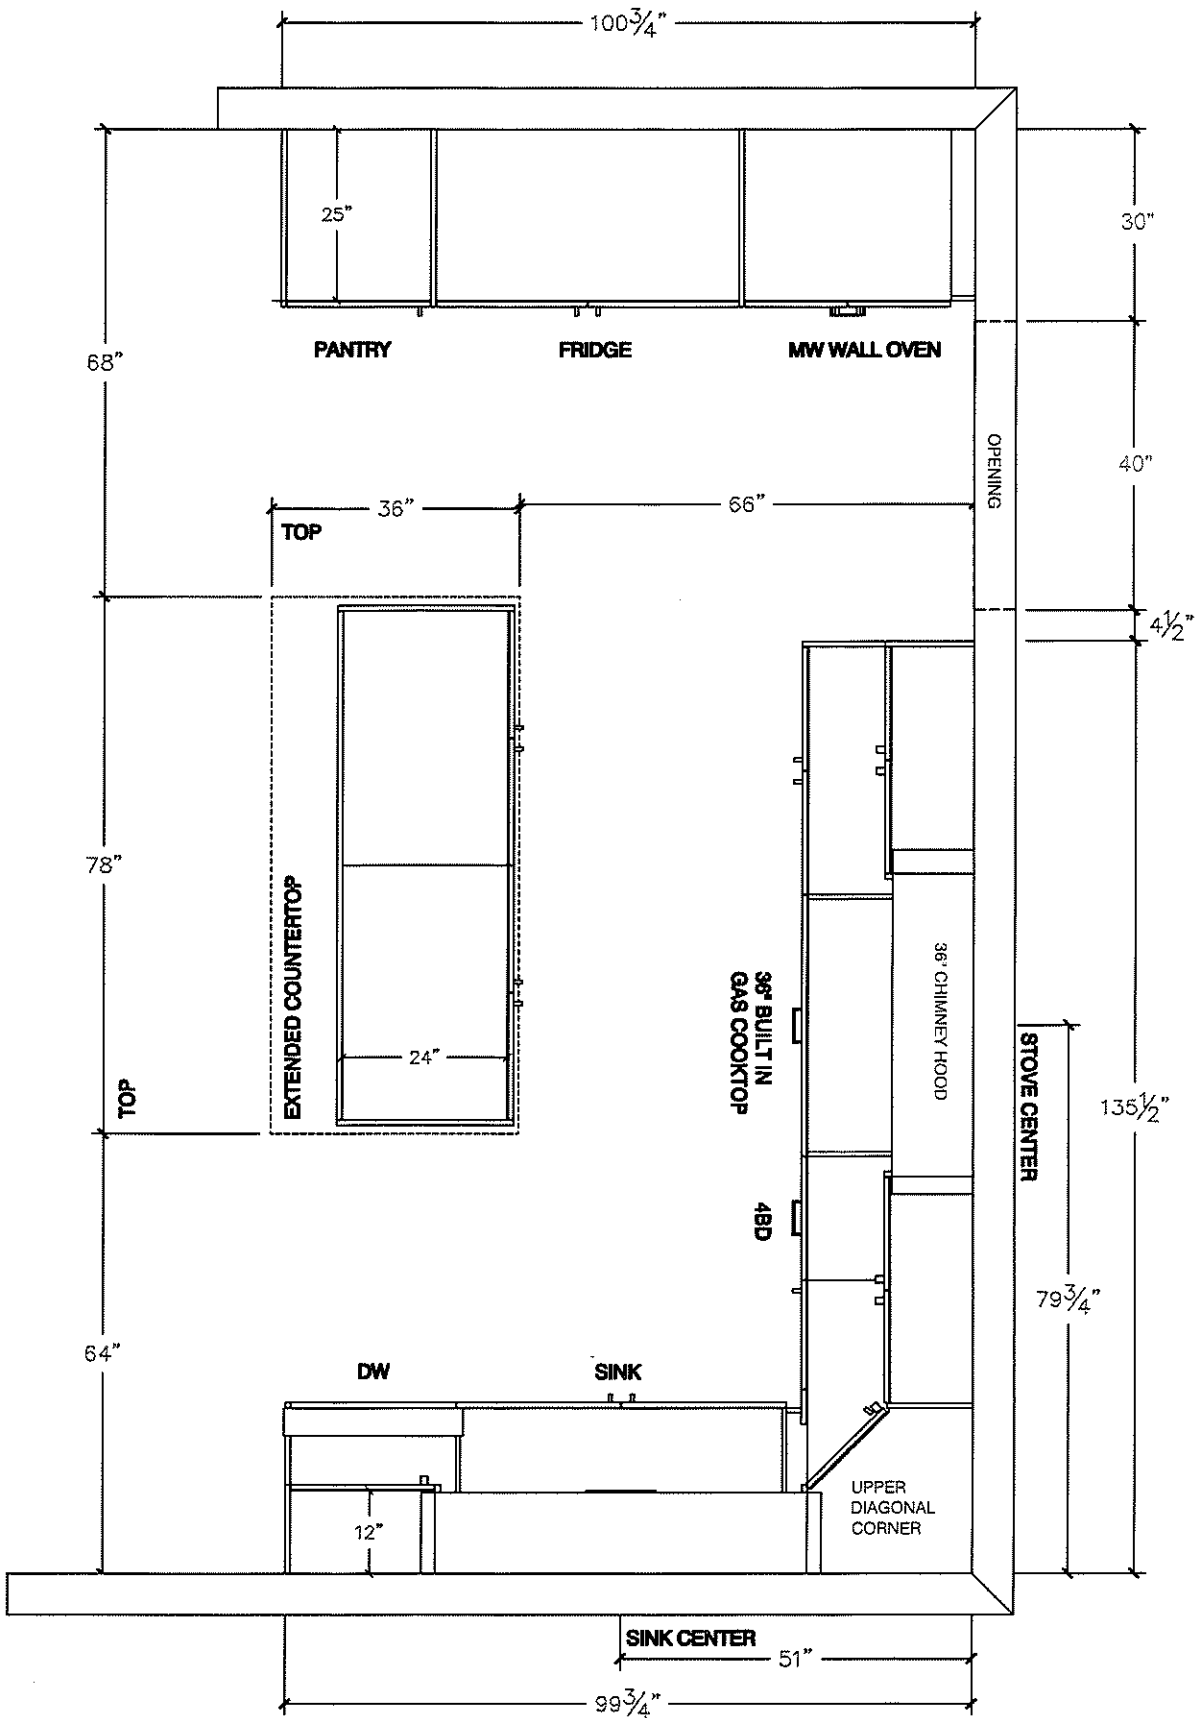 100¾"
25"
30"
PANTRY
FRIDGE
MW WALL OVEN
68"
OPENING
40"
36"
66"
TOP
4½"
78"
EXTENDED COUNTERTOP
36" BUILT IN
GAS COOKTOP
36" CHIMNEY HOOD
STOVE CENTER
24"
TOP
135½"
4BD
79¾"
64"
DW
SINK
UPPER
DIAGONAL
CORNER
12"
SINK CENTER
51"
99¾"